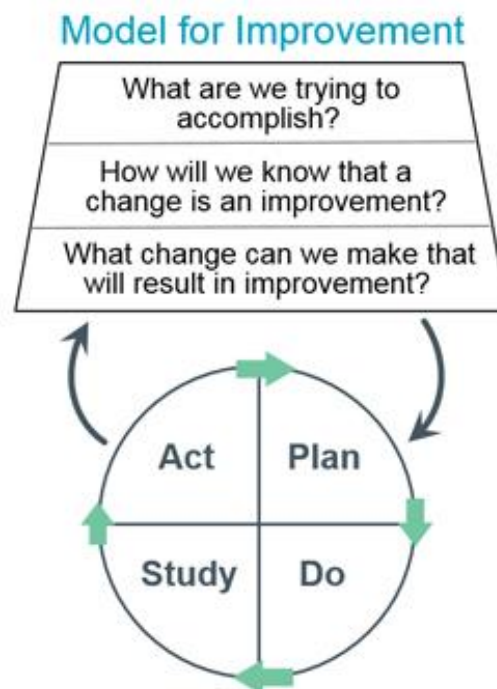 Model for Improvement
What are we trying to
accomplish?
How will we know that a
change is an improvement?
What change can we make that
will result in improvement?
Act
Plan
Study
Do